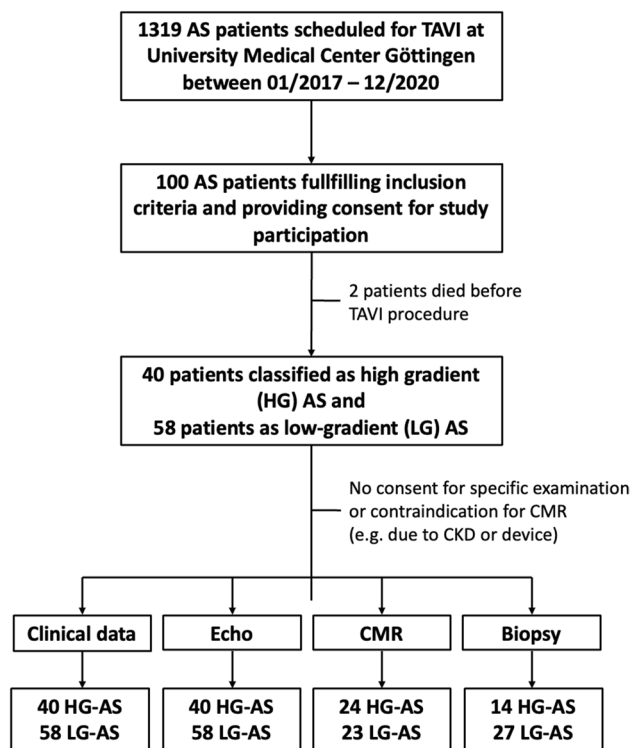 1319 AS patients scheduled for TAVI at
University Medical Center Göttingen
between 01/2017 – 12/2020
100 AS patients fullfilling inclusion
criteria and providing consent for study
participation
2 patients died before
TAVI procedure
40 patients classified as high gradient
(HG) AS and
58 patients as low-gradient (LG) AS
No consent for specific examination
or contraindication for CMR
(e.g. due to CKD or device)
Clinical data
Echo
CMR
Biopsy
40 HG-AS
58 LG-AS
40 HG-AS
58 LG-AS
24 HG-AS
23 LG-AS
14 HG-AS
27 LG-AS